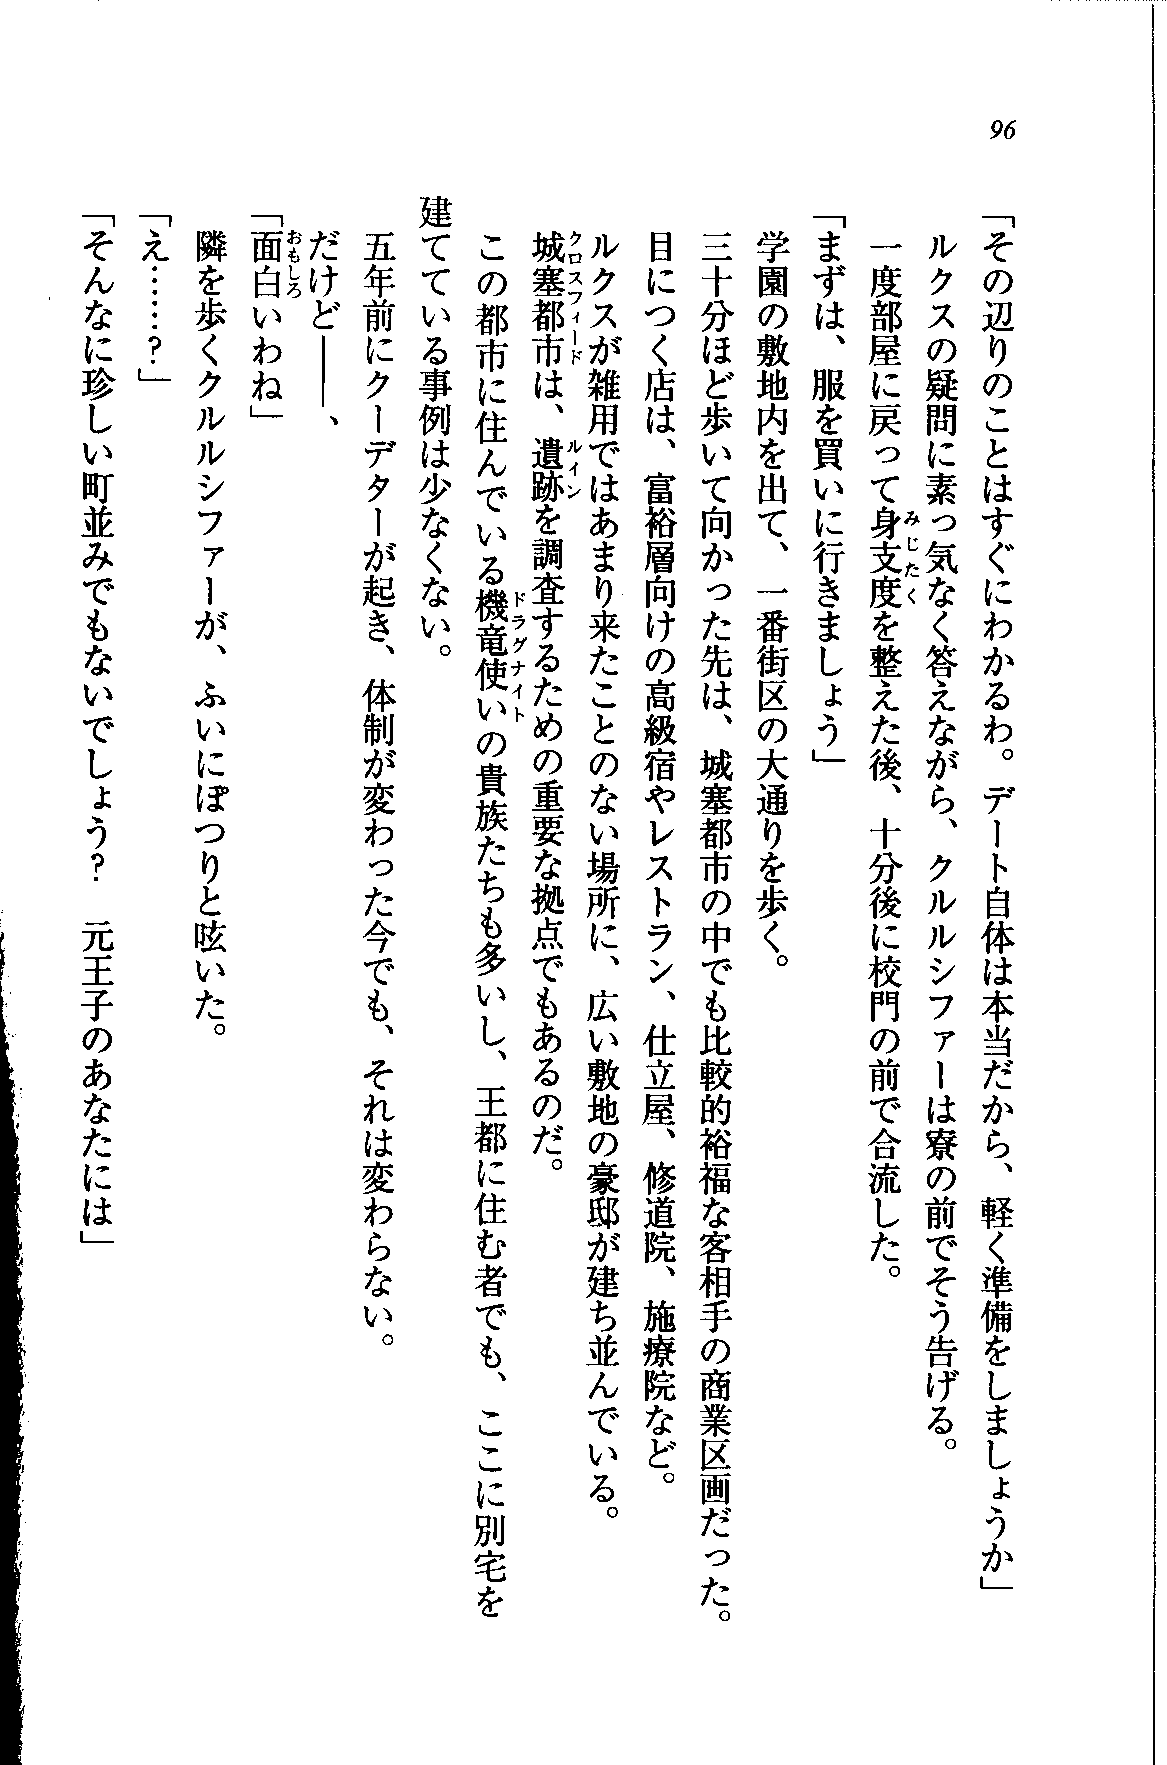 96
「その辺りのことはすぐにわかるわ。デート自体は本当だから、軽く準備をしましょうか」
ルクスの疑問に素っ気なく答えながら、クルルシファーは寮の前でそう告げる。
一度部屋に戻って身支度を整えた後、十分後に校門の前で合流した。
みじたく
「まずは、服を買いに行きましょう」
学園の敷地内を出て、一番街区の大通りを歩く。
三十分ほど歩いて向かった先は、城塞都市の中でも比較的裕福な客相手の商業区画だった。
目につく店は、富裕層向けの高級宿やレストラン、仕立屋、修道院、施療院など。
ルクスが雑用ではあまり来たことのない場所に、広い敷地の豪邸が建ち並んでいる。
城塞都市は、遺跡を調査するための重要な拠点でもあるのだ。
クロスフィード
ルイン
この都市に住んでいる機竜使いの貴族たちも多いし、王都に住む者でも、ここに別宅を
ドラグナイト
建てている事例は少なくない。
五年前にクーデターが起き、体制が変わった今でも、それは変わらない。
だけど――、
「面白いわね」
おもしろ
隣を歩くクルルシファーが、ふいにぽつりと呟いた。
「え……？」
「そんなに珍しい町並みでもないでしょう？　元王子のあなたには」